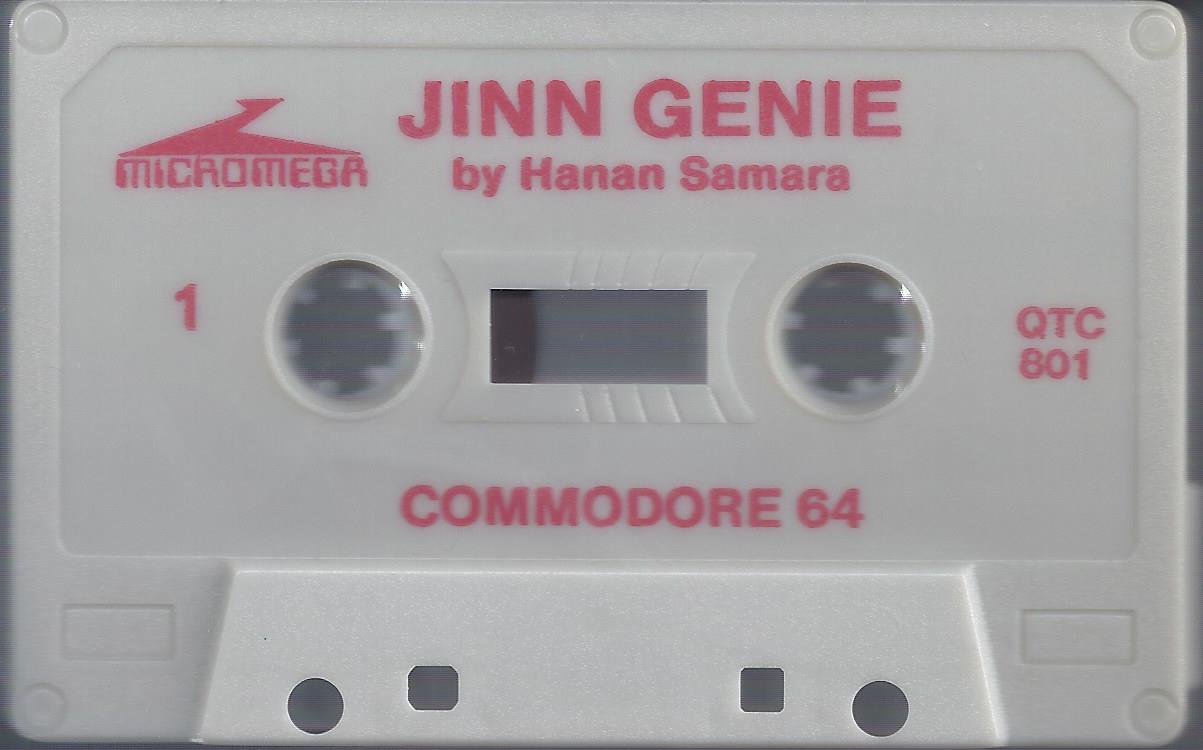 JINN GENIE
MICROMEGA
by Hanan Samara
1
QTC
801
COMMODORE 64